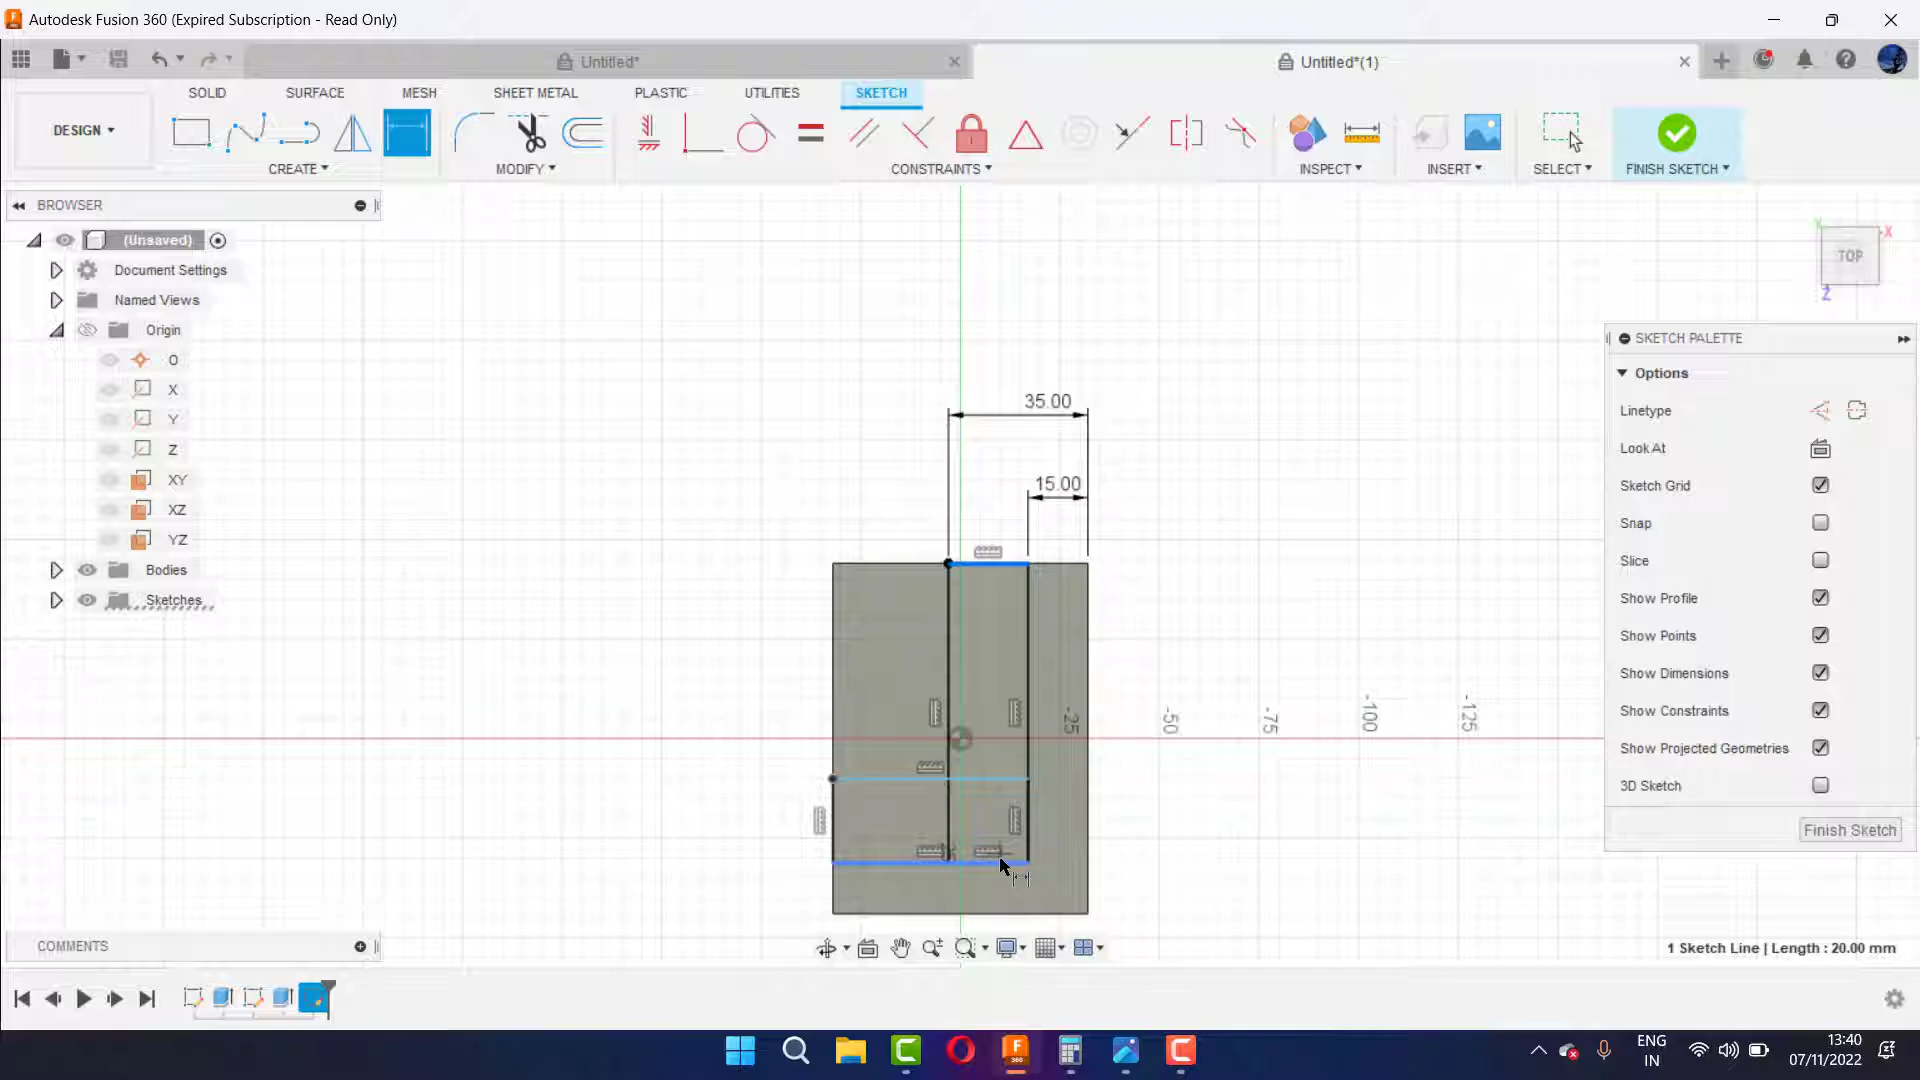 Autodesk Fusion 360 (Expired Subscription - Read Only)
Untitled*
Untitled*(1)
SOLID SURFACE MESH SHEET METAL PLASTIC UTILITIES SKETCH
DESIGN
CREATE MODIFY CONSTRAINTS INSPECT INSERT SELECT FINISH SKETCH
BROWSER
(Unsaved)
Document Settings
Named Views
Origin
O
X
Y
Z
XY
XZ
YZ
Bodies
Sketches
Y
X
TOP
Z
35.00
15.00
-25
-50
-75
-100
-125
SKETCH PALETTE
Options
Linetype
Look At
Sketch Grid
Snap
Slice
Show Profile
Show Points
Show Dimensions
Show Constraints
Show Projected Geometries
3D Sketch
Finish Sketch
COMMENTS
1 Sketch Line | Length : 20.00 mm
F
360
ENG
IN
13:40
07/11/2022